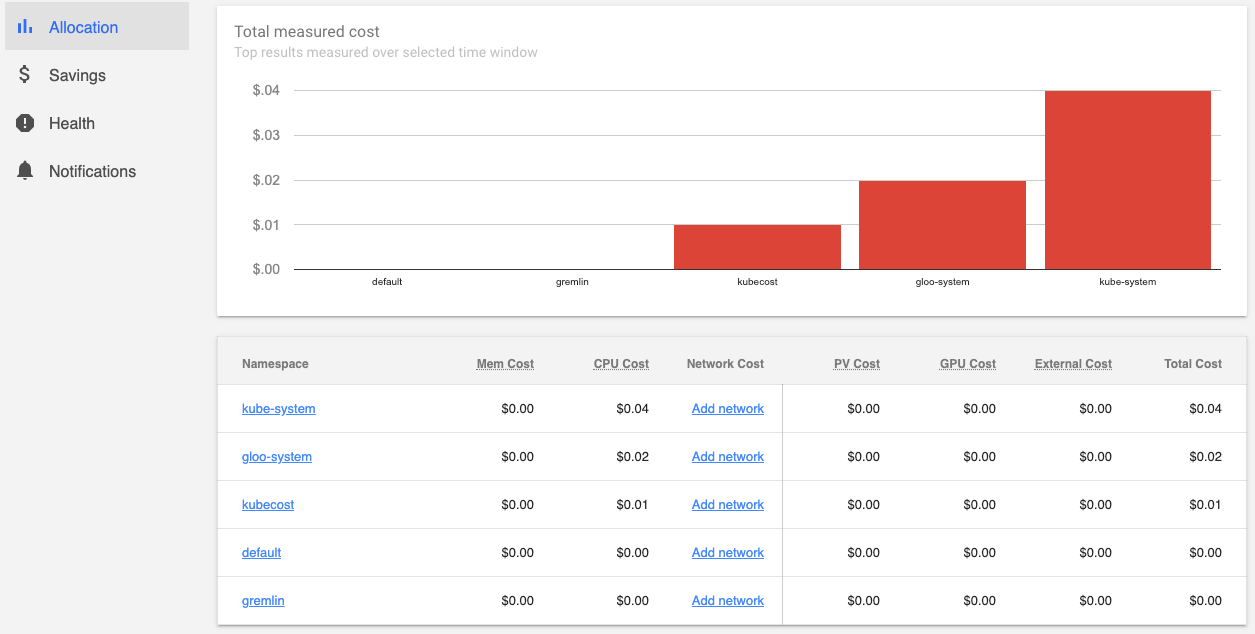 Allocation
Savings
Health
Notifications
Total measured cost
Top results measured over selected time window
$.04
$.03
$.02
$.01
$.00
default gremlin kubecost gloo-system kube-system
Namespace Mem Cost CPU Cost Network Cost PV Cost GPU Cost External Cost Total Cost
kube-system $0.00 $0.04 Add network $0.00 $0.00 $0.00 $0.04
gloo-system $0.00 $0.02 Add network $0.00 $0.00 $0.00 $0.02
kubecost $0.00 $0.01 Add network $0.00 $0.00 $0.00 $0.01
default $0.00 $0.00 Add network $0.00 $0.00 $0.00 $0.00
gremlin $0.00 $0.00 Add network $0.00 $0.00 $0.00 $0.00